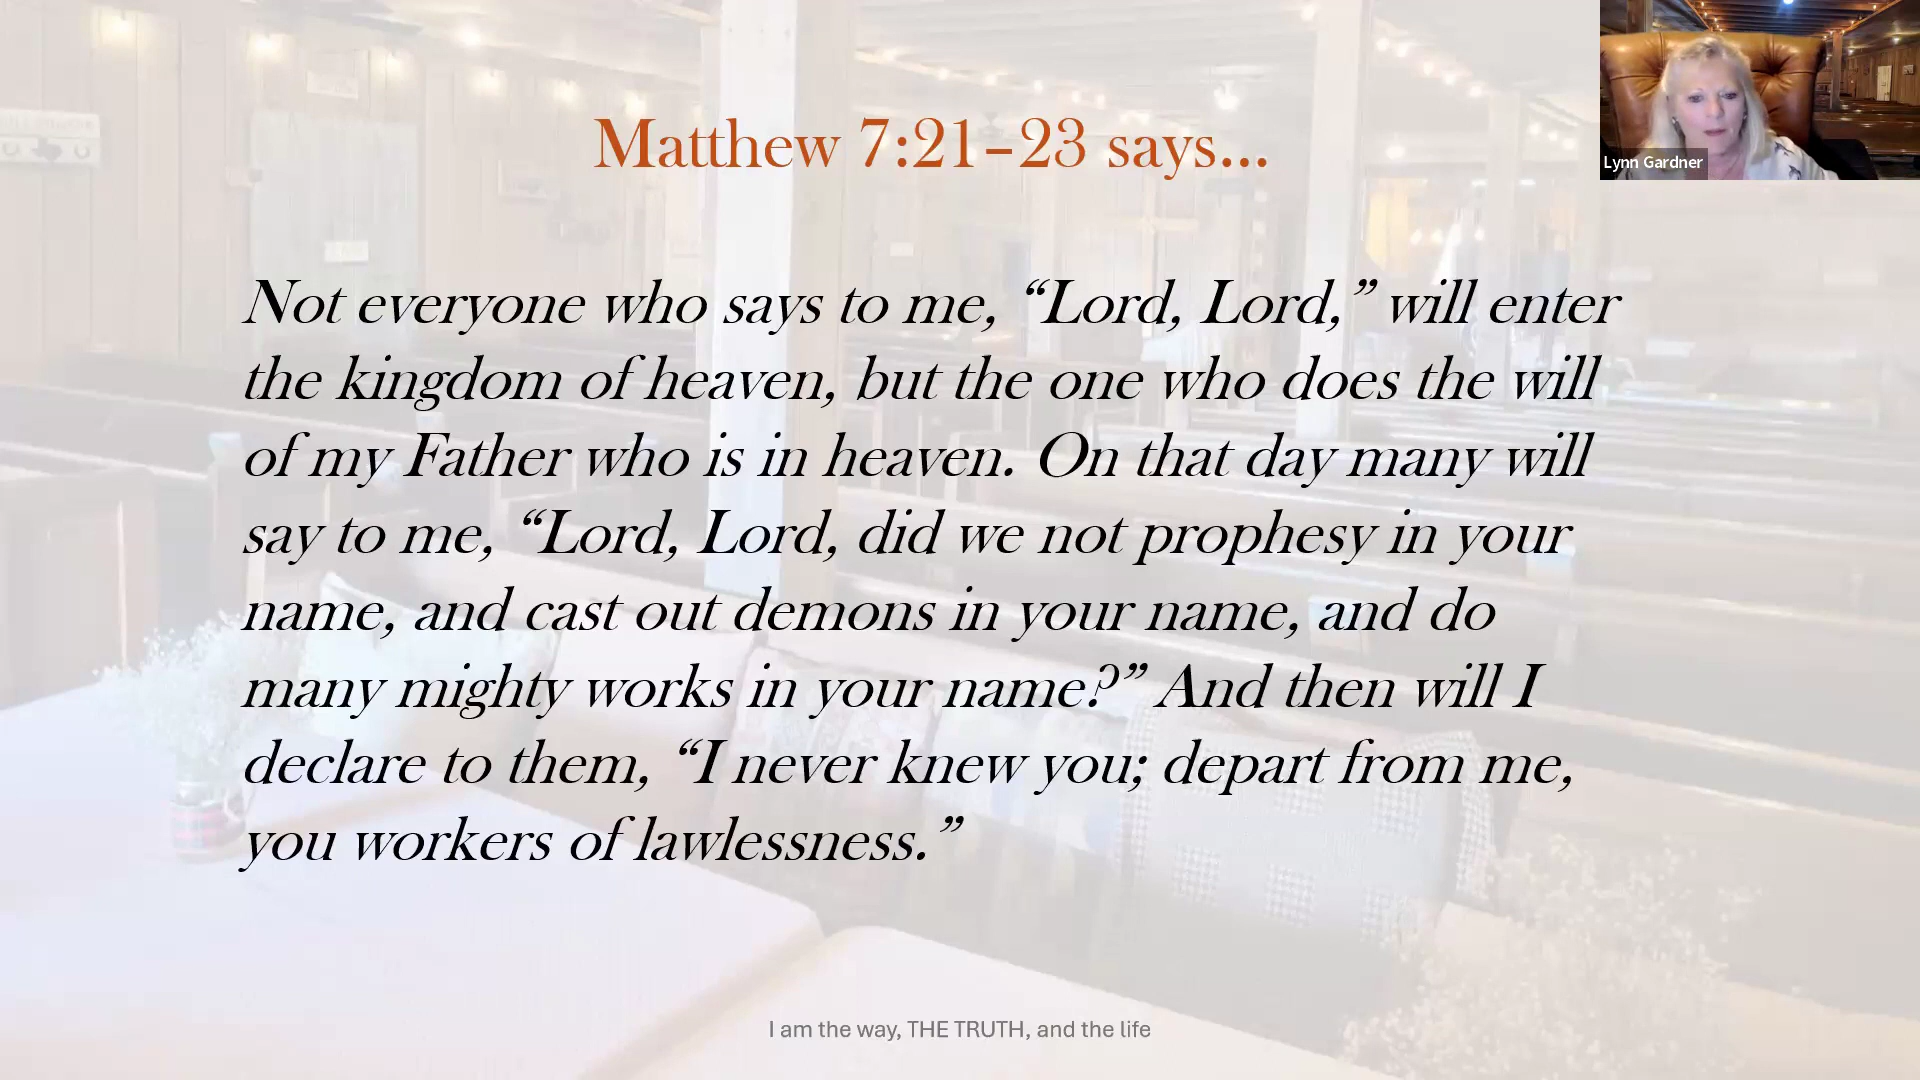 Matthew 7:21–23 says...
Lynn Gardner
Not everyone who says to me, “Lord, Lord,” will enter
the kingdom of heaven, but the one who does the will
of my Father who is in heaven. On that day many will
say to me, “Lord, Lord, did we not prophesy in your
name, and cast out demons in your name, and do
many mighty works in your name?” And then will I
declare to them, “I never knew you; depart from me,
you workers of lawlessness.”
I am the way, THE TRUTH, and the life